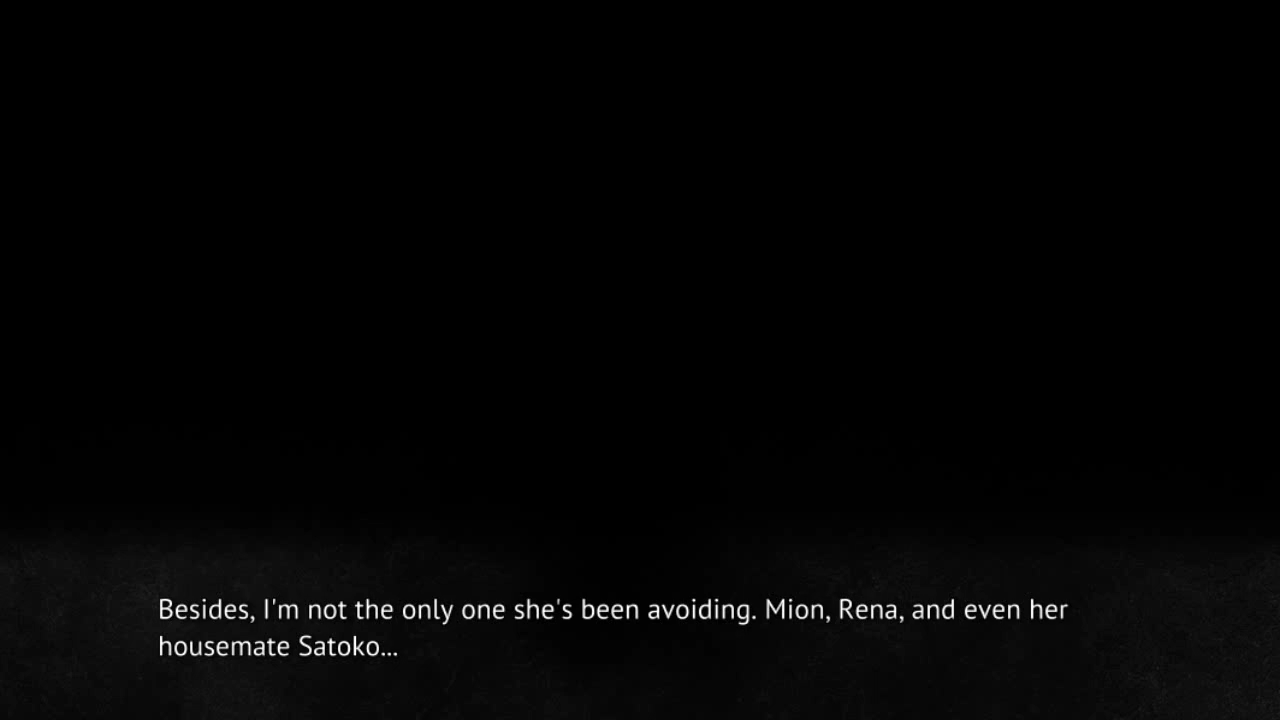 Besides, I'm not the only one she's been avoiding. Mion, Rena, and even her
housemate Satoko...